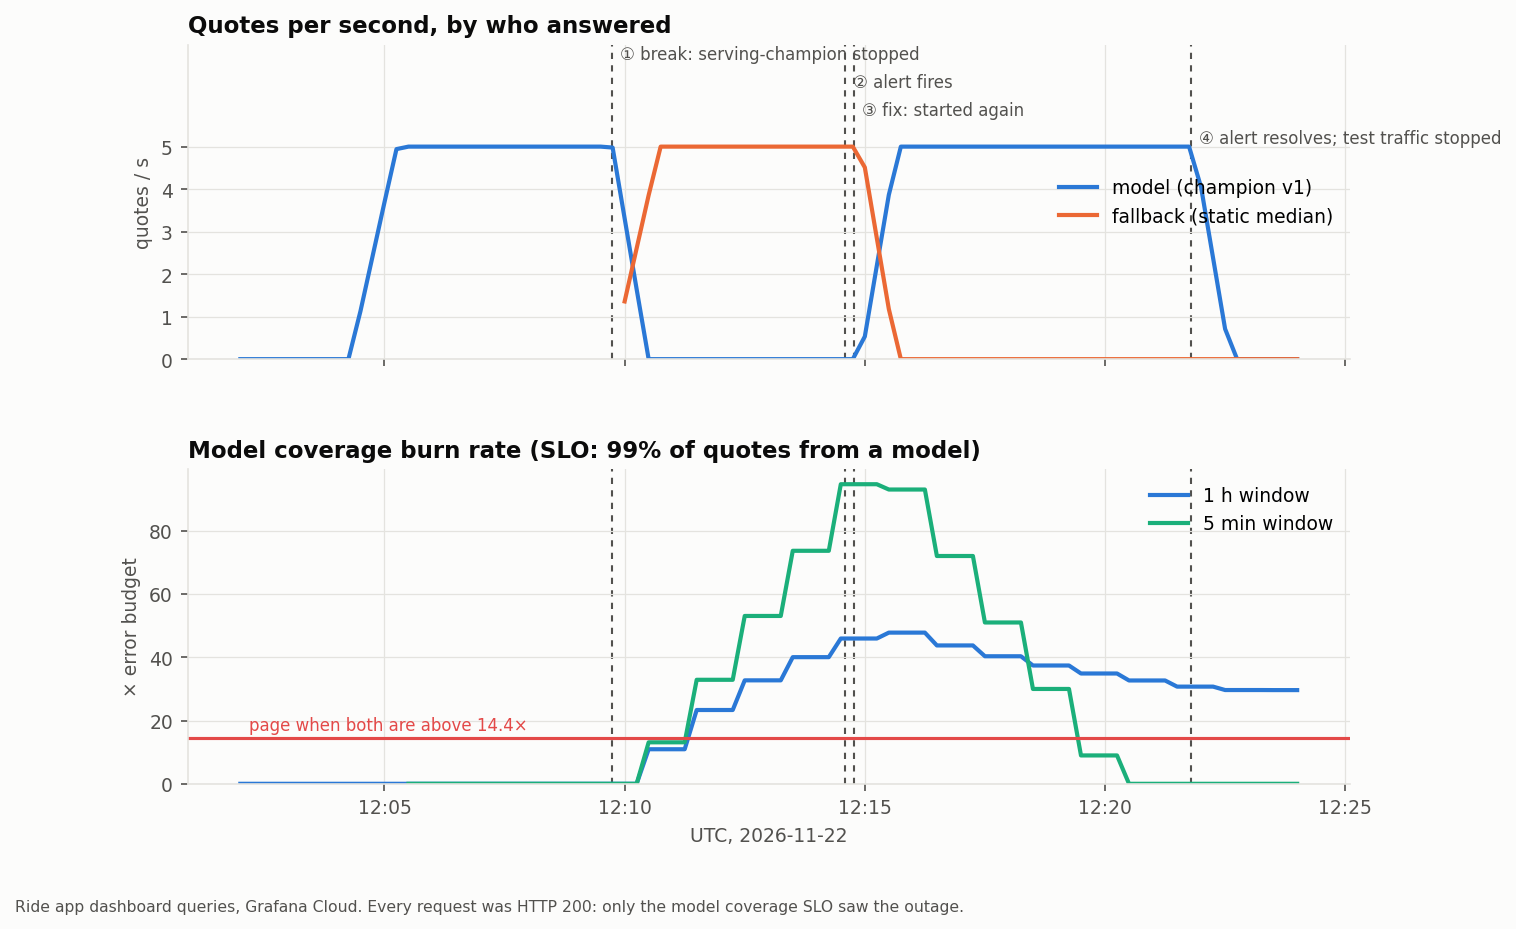 Quotes per second, by who answered
① break: serving-champion stopped
② alert fires
③ fix: started again
④ alert resolves; test traffic stopped
quotes / s
5
4
3
2
1
0
model (champion v1)
fallback (static median)
Model coverage burn rate (SLO: 99% of quotes from a model)
1 h window
5 min window
× error budget
80
60
40
20
0
page when both are above 14.4×
12:05
12:10
12:15
12:20
12:25
UTC, 2026-11-22
Ride app dashboard queries, Grafana Cloud. Every request was HTTP 200: only the model coverage SLO saw the outage.